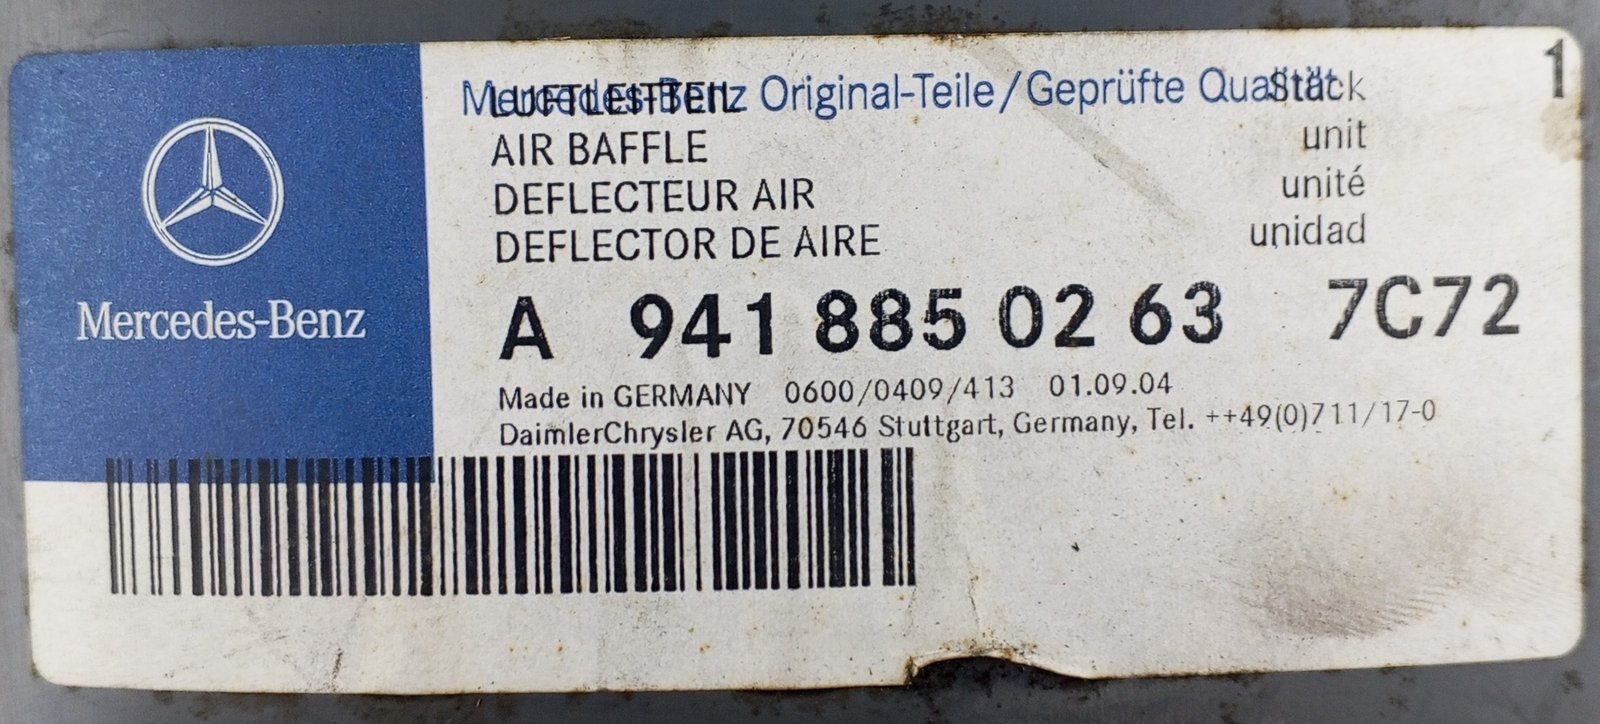 Mercedes-Benz Original-Teile/Geprüfte Qualität
LUFTLEITTEIL Stück 1
AIR BAFFLE unit
DEFLECTEUR AIR unité
DEFLECTOR DE AIRE unidad
Mercedes-Benz
A 941 885 02 63 7C72
Made in GERMANY 0600/0409/413 01.09.04
DaimlerChrysler AG, 70546 Stuttgart, Germany, Tel. ++49(0)711/17-0